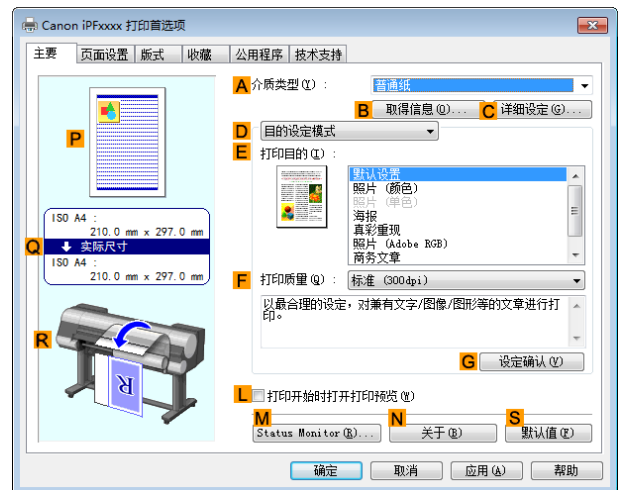 Canon iPFxxxx 打印首选项
主要 页面设置 版式 收藏 公用程序 技术支持
A 介质类型(Y) : 普通纸
B 取得信息(O)... C 详细设定(G)...
D 目的设定模式
E 打印目的(I) :
默认设置
照片 (颜色)
照片 (单色)
海报
真彩重现
照片 (Adobe RGB)
商务文章
P
ISO A4 :
210.0 mm x 297.0 mm
Q 实际尺寸
ISO A4 :
210.0 mm x 297.0 mm
F 打印质量(Q) : 标准 (300dpi)
以最合理的设定，对兼有文字/图像/图形等的文章进行打
印。
R
R
G 设定确认(V)
L 打印开始时打开打印预览(W)
M N S
Status Monitor(B)... 关于(R) 默认值(F)
确定 取消 应用(A) 帮助